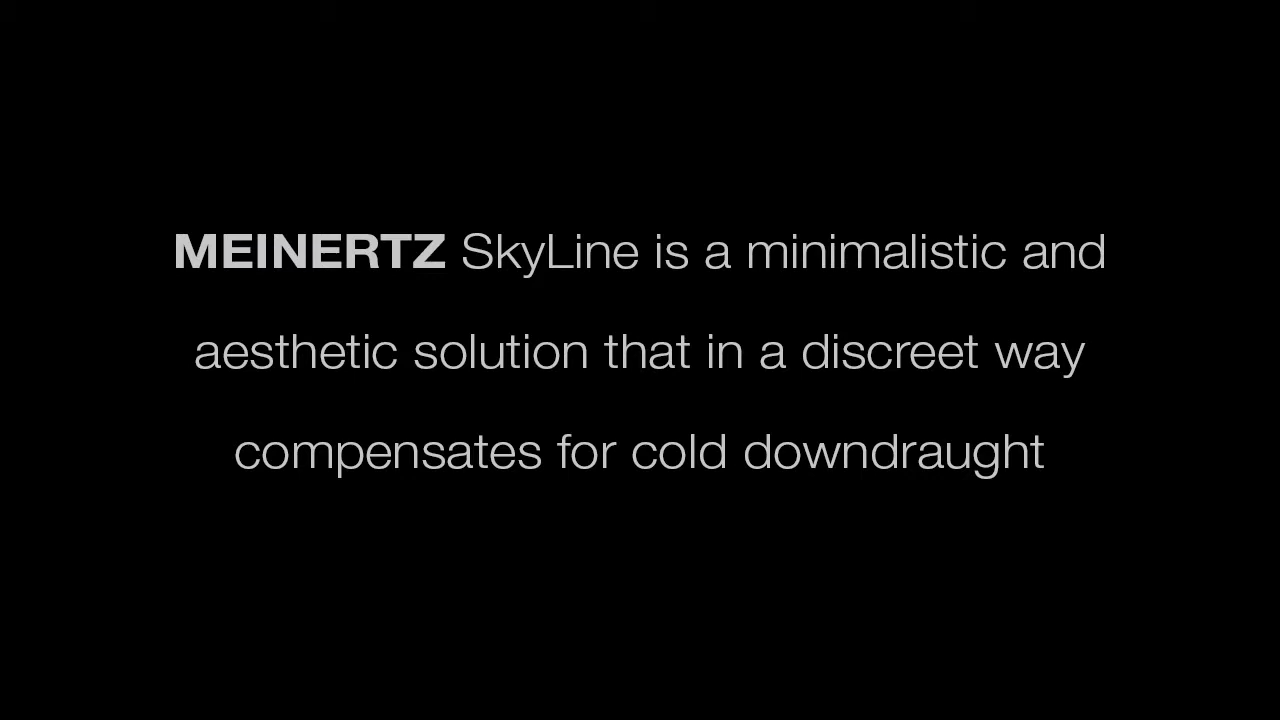 MEINERTZ SkyLine is a minimalistic and
aesthetic solution that in a discreet way
compensates for cold downdraught